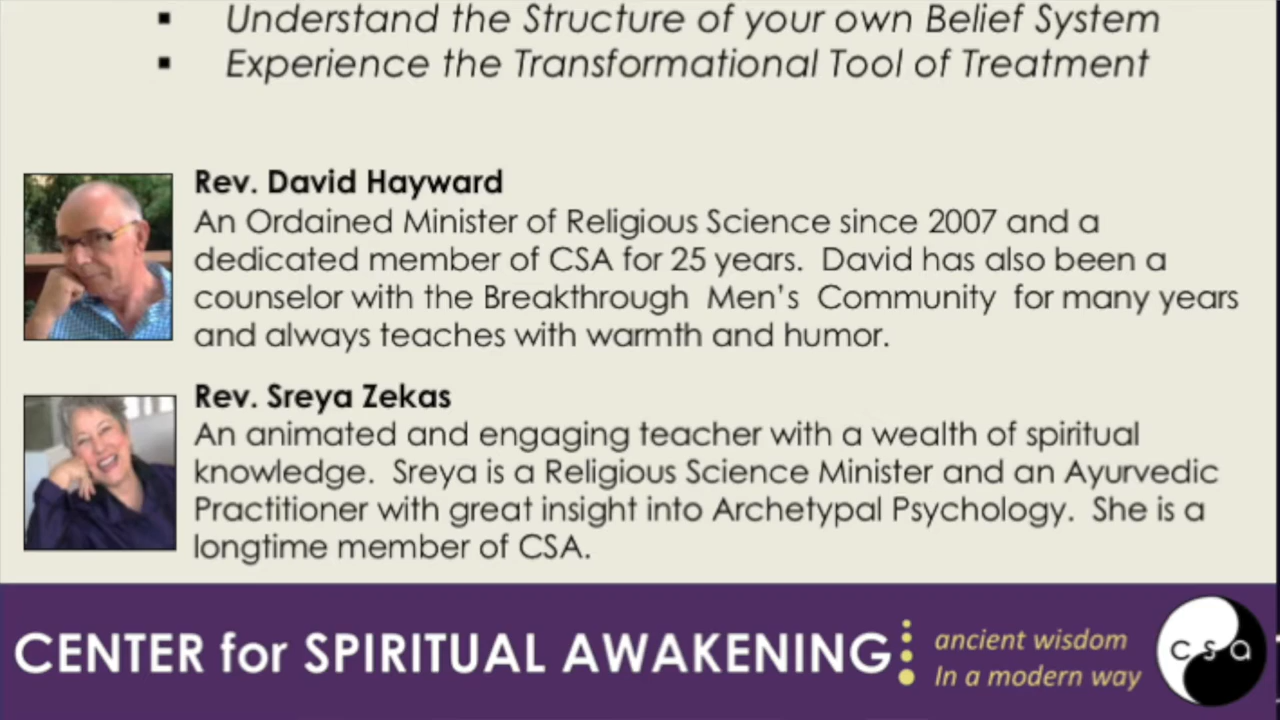 ▪ Understand the Structure of your own Belief System
▪ Experience the Transformational Tool of Treatment
Rev. David Hayward
An Ordained Minister of Religious Science since 2007 and a
dedicated member of CSA for 25 years.  David has also been a
counselor with the Breakthrough  Men's  Community  for many years
and always teaches with warmth and humor.
Rev. Sreya Zekas
An animated and engaging teacher with a wealth of spiritual
knowledge.  Sreya is a Religious Science Minister and an Ayurvedic
Practitioner with great insight into Archetypal Psychology.  She is a
longtime member of CSA.
CENTER for SPIRITUAL AWAKENING
ancient wisdom
In a modern way
csa